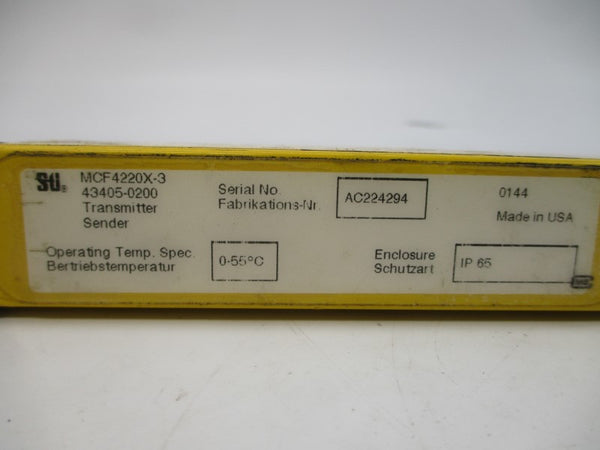 STI® MCF4220X-3
43405-0200
Transmitter
Sender
Serial No.
Fabrikations-Nr.
AC224294
0144
Made in USA
Operating Temp. Spec.
Bertriebstemperatur
0-55°C
Enclosure
Schutzart
IP 65